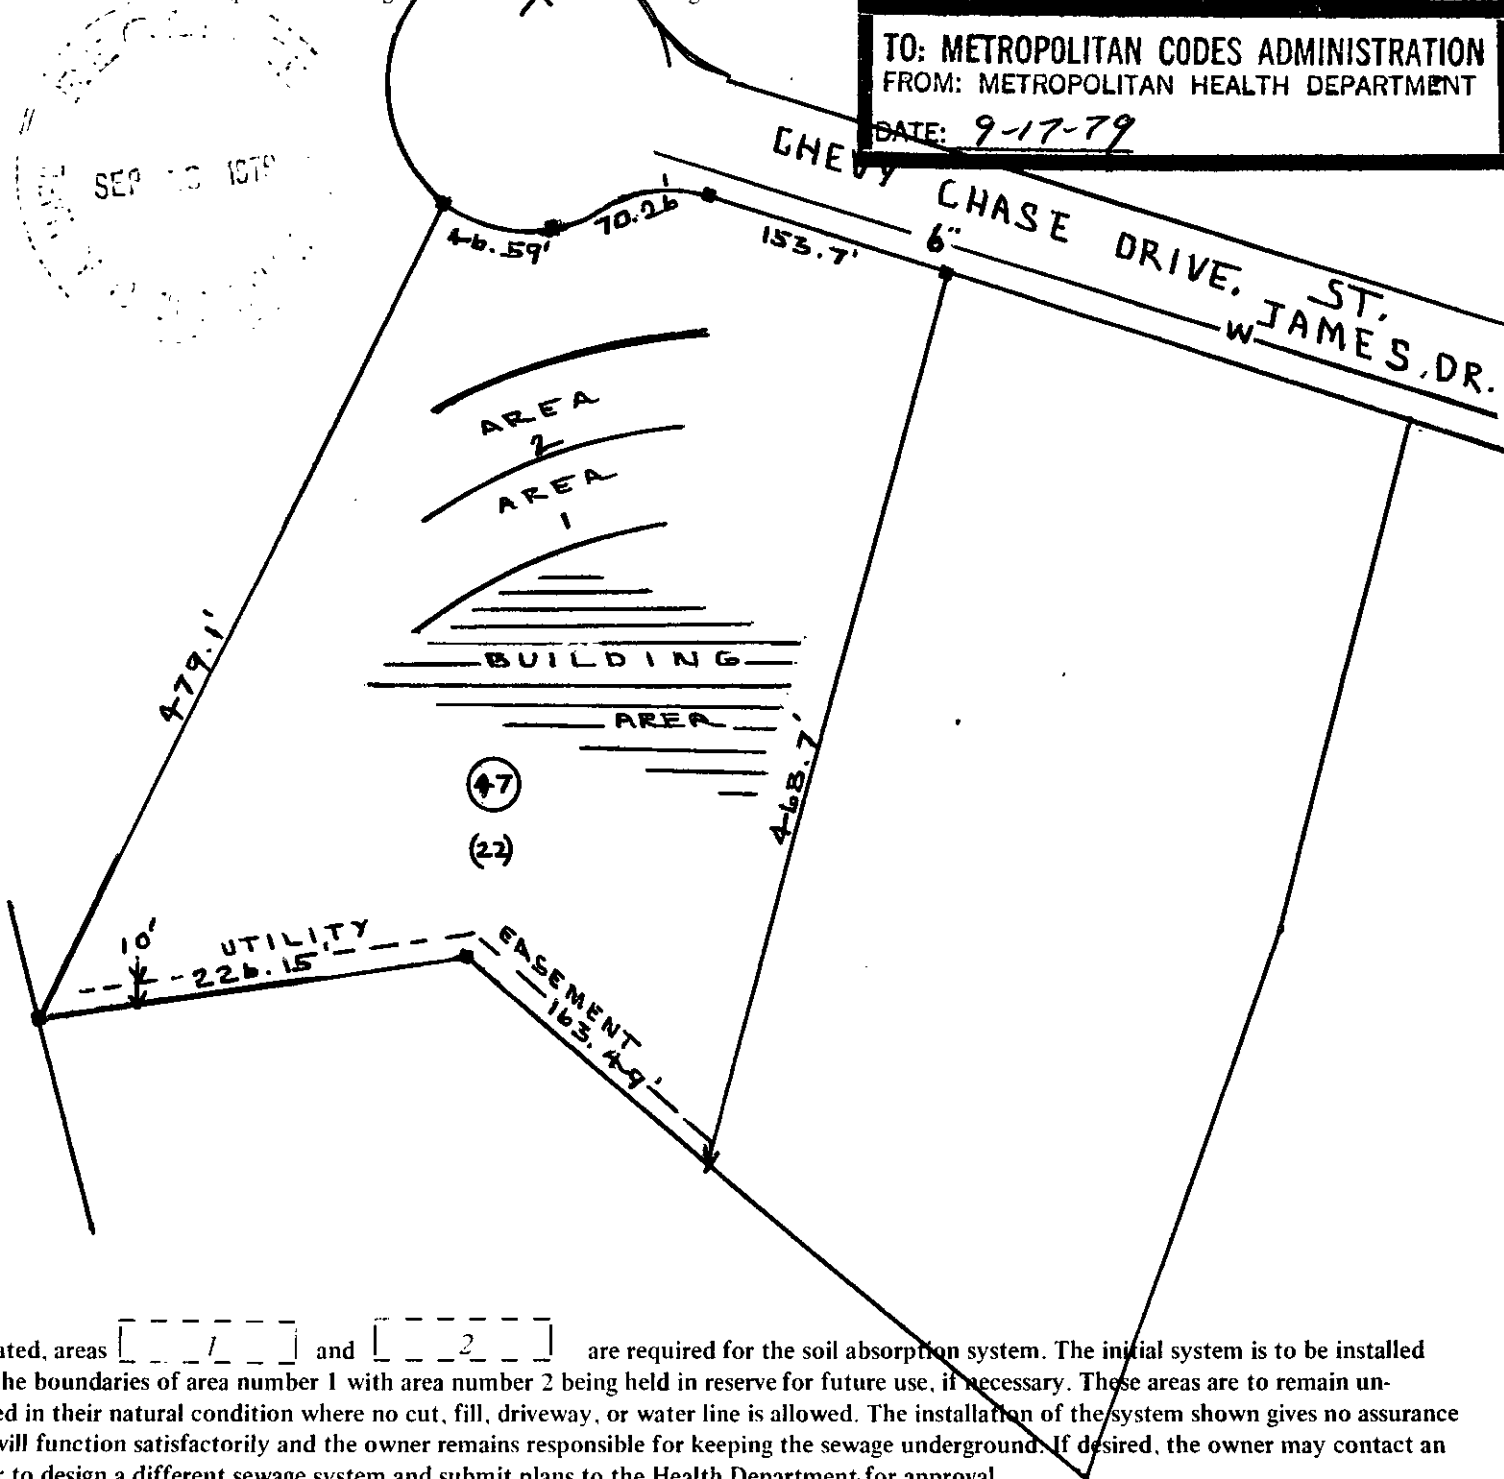 TO: METROPOLITAN CODES ADMINISTRATION
FROM: METROPOLITAN HEALTH DEPARTMENT
DATE: 9-17-79
SEP
CHEVY CHASE DRIVE.
ST. JAMES, DR.
6"
W
46.59'
70.26'
153.7'
AREA
2
AREA
1
BUILDING
AREA
479.1'
468.7'
47
(22)
10'
UTILITY
226.15'
EASEMENT
163.49'
ated, areas 1 and 2 are required for the soil absorption system. The initial system is to be installed
he boundaries of area number 1 with area number 2 being held in reserve for future use, if necessary. These areas are to remain un-
ed in their natural condition where no cut, fill, driveway, or water line is allowed. The installation of the system shown gives no assurance
will function satisfactorily and the owner remains responsible for keeping the sewage underground. If desired, the owner may contact an
to design a different sewage system and submit plans to the Health Department for approval